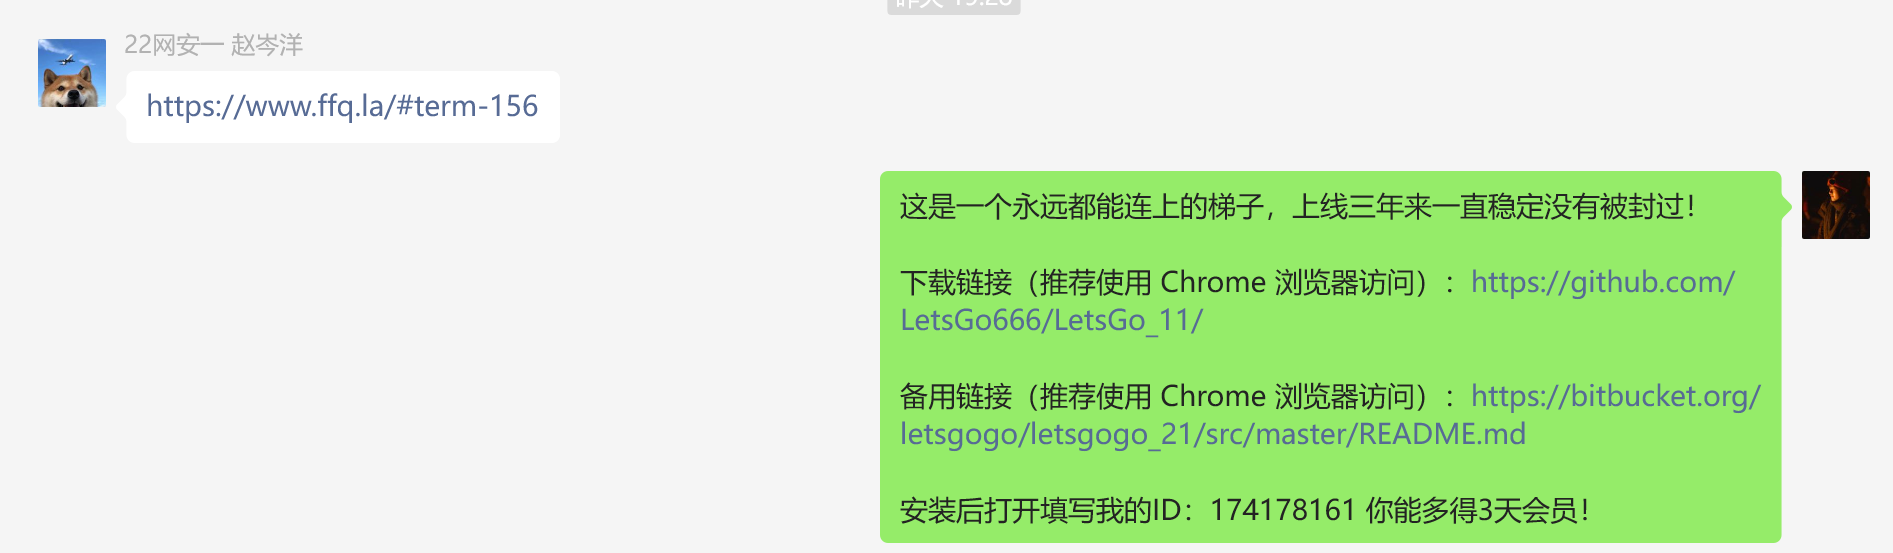 昨天 19:28
22网安一 赵岑洋
https://www.ffq.la/#term-156
这是一个永远都能连上的梯子，上线三年来一直稳定没有被封过！
下载链接（推荐使用 Chrome 浏览器访问）：https://github.com/
LetsGo666/LetsGo_11/
备用链接（推荐使用 Chrome 浏览器访问）：https://bitbucket.org/
letsgogo/letsgogo_21/src/master/README.md
安装后打开填写我的ID：174178161 你能多得3天会员！